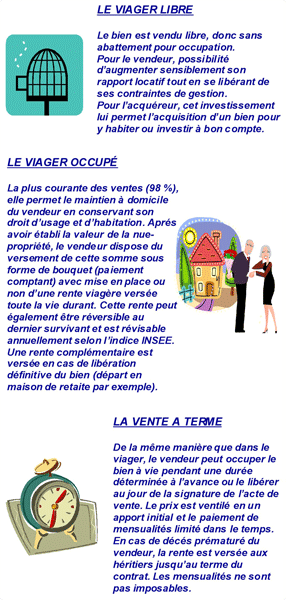 LE VIAGER LIBRE
Le bien est vendu libre, donc sans
abattement pour occupation.
Pour le vendeur, possibilité
d'augmenter sensiblement son
rapport locatif tout en se libérant de
ses contraintes de gestion.
Pour l'acquéreur, cet investissement
lui permet l'acquisition d'un bien pour
y habiter ou investir à bon compte.
LE VIAGER OCCUPÉ
La plus courante des ventes (98 %),
elle permet le maintien à domicile
du vendeur en conservant son
droit d'usage et d'habitation. Aprés
avoir établi la valeur de la nue-
propriété, le vendeur dispose du
versement de cette somme sous
forme de bouquet (paiement
comptant) avec mise en place ou
non d'une rente viagère versée
toute la vie durant. Cette rente peut
également être réversible au
dernier survivant et est révisable
annuellement selon l'indice INSEE.
Une rente complémentaire est
versée en cas de libération
définitive du bien (départ en
maison de retaite par exemple).
LA VENTE A TERME
De la même manière que dans le
viager, le vendeur peut occuper le
bien à vie pendant une durée
déterminée à l'avance ou le libérer
au jour de la signature de l'acte de
vente. Le prix est ventilé en un
apport initial et le paiement de
mensualités limité dans le temps.
En cas de décés prématuré du
vendeur, la rente est versée aux
héritiers jusqu'au terme du
contrat. Les mensualités ne sont
pas imposables.